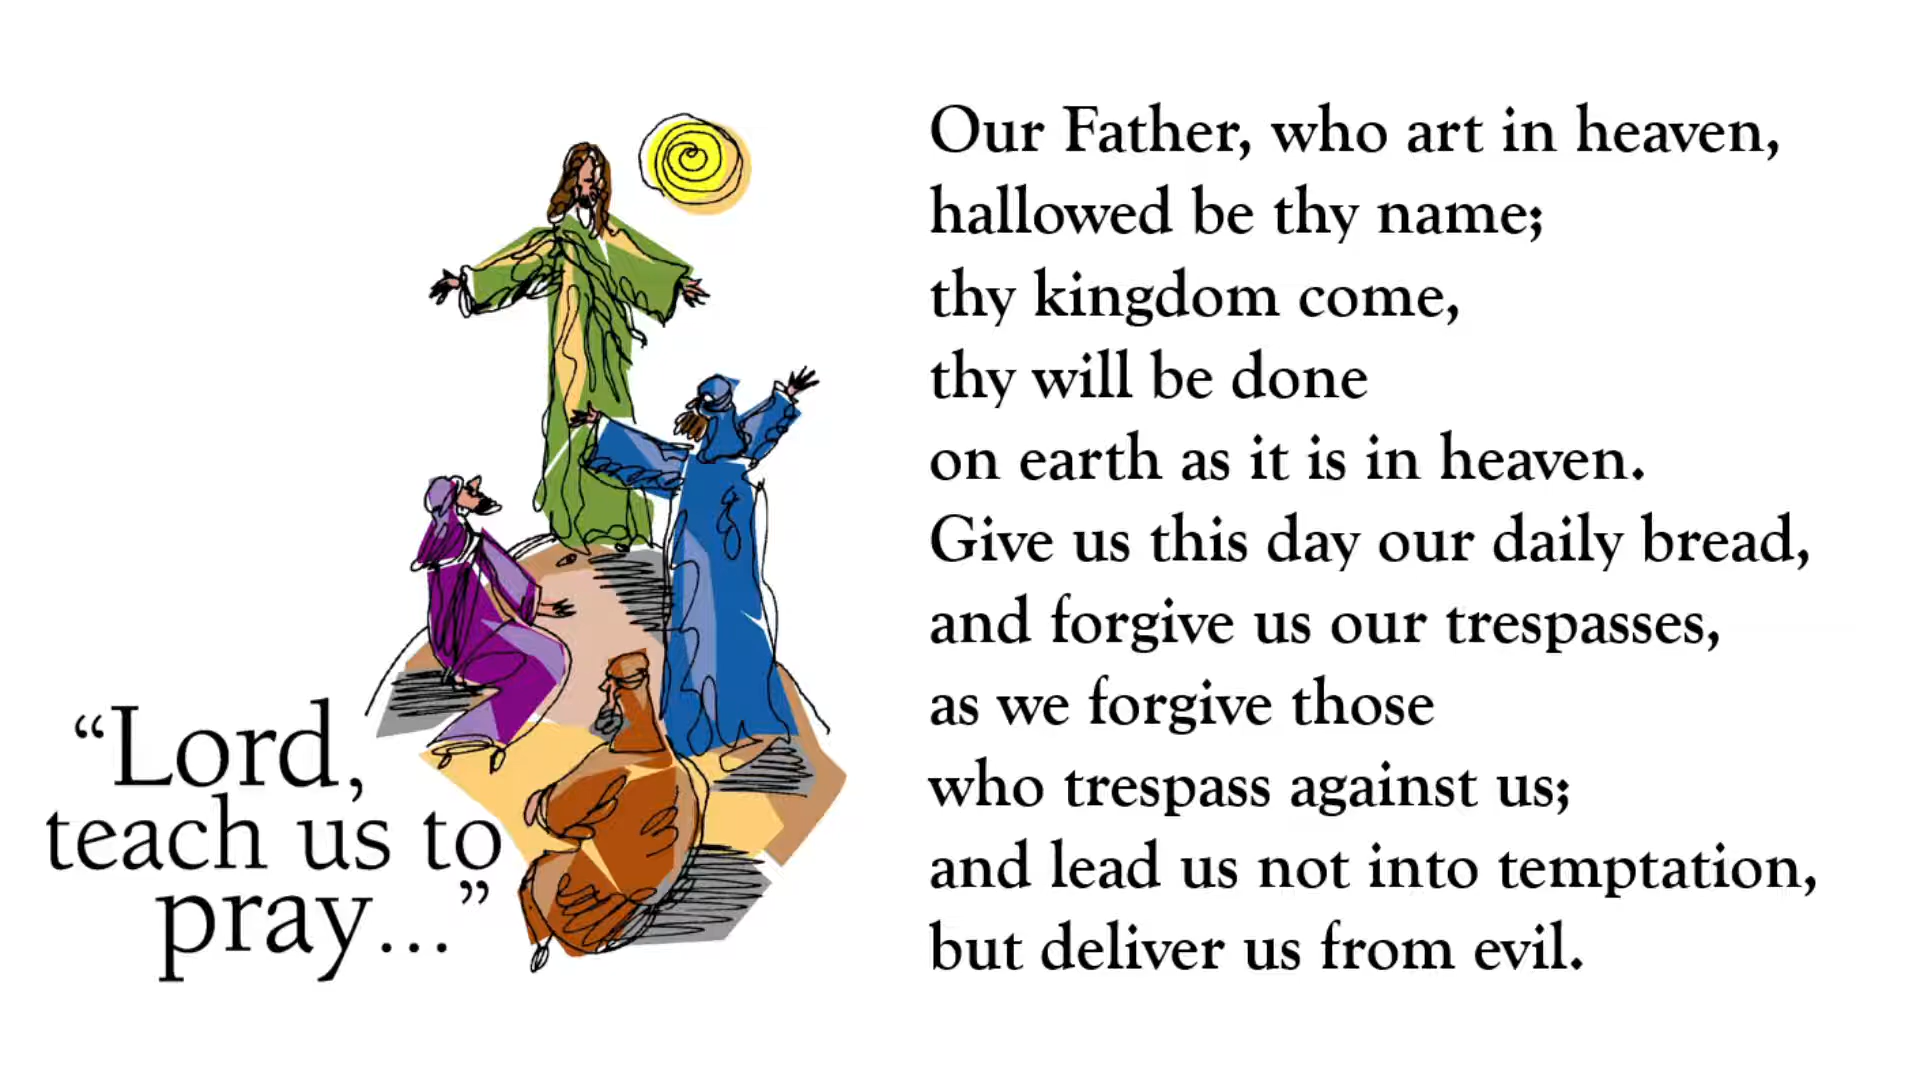 “Lord,
teach us to
pray...”
Our Father, who art in heaven,
hallowed be thy name;
thy kingdom come,
thy will be done
on earth as it is in heaven.
Give us this day our daily bread,
and forgive us our trespasses,
as we forgive those
who trespass against us;
and lead us not into temptation,
but deliver us from evil.